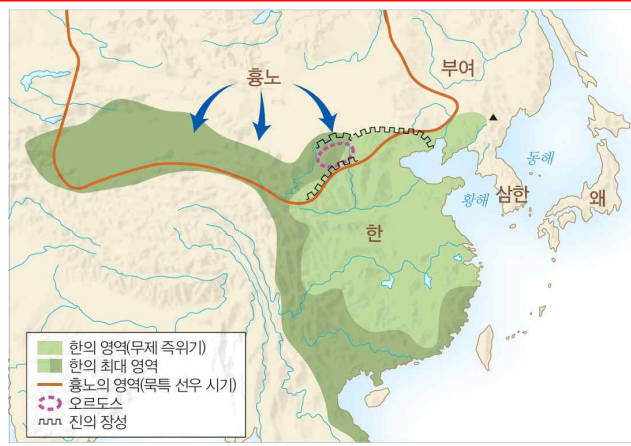 흉노
부여
동해
황해
삼한
왜
한
한의 영역(무제 즉위기)
한의 최대 영역
흉노의 영역(묵특 선우 시기)
오르도스
진의 장성